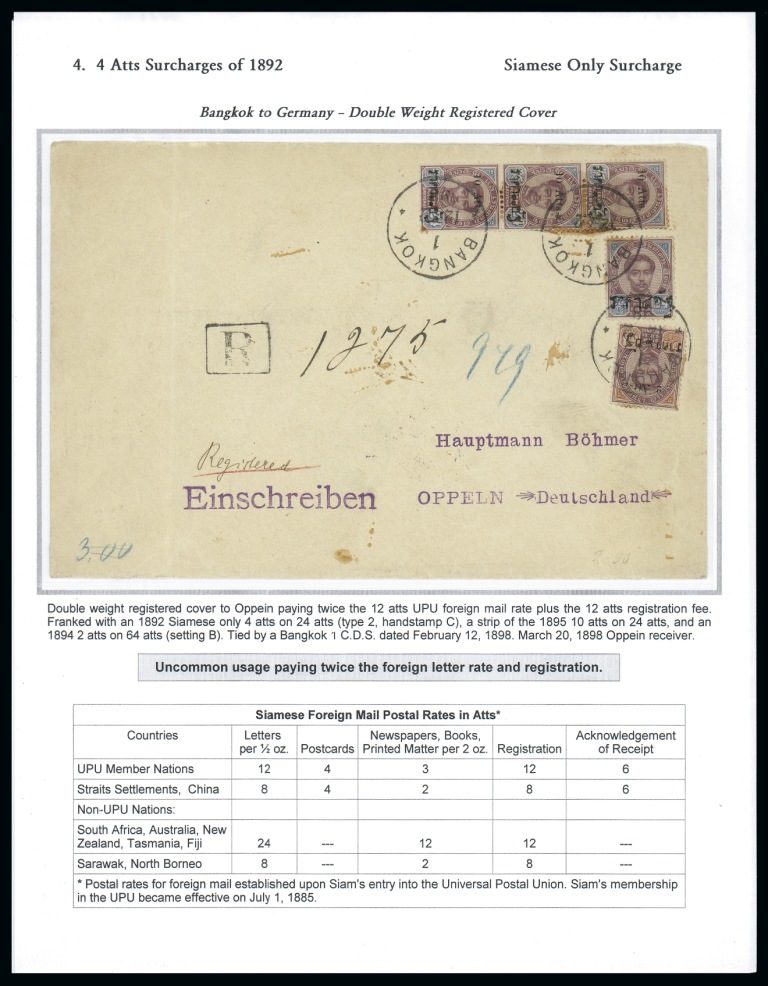 4. 4 Atts Surcharges of 1892 Siamese Only Surcharge
Bangkok to Germany – Double Weight Registered Cover
BANGKOK 1
BANGKOK 1
R 1275 949
Hauptmann Böhmer
Registered
Einschreiben OPPELN Deutschland
3.00
Double weight registered cover to Oppein paying twice the 12 atts UPU foreign mail rate plus the 12 atts registration fee.
Franked with an 1892 Siamese only 4 atts on 24 atts (type 2, handstamp C), a strip of the 1895 10 atts on 24 atts, and an
1894 2 atts on 64 atts (setting B). Tied by a Bangkok 1 C.D.S. dated February 12, 1898. March 20, 1898 Oppein receiver.
Uncommon usage paying twice the foreign letter rate and registration.
Siamese Foreign Mail Postal Rates in Atts*
Countries Letters per ½ oz. Postcards Newspapers, Books, Printed Matter per 2 oz. Registration Acknowledgement of Receipt
UPU Member Nations 12 4 3 12 6
Straits Settlements, China 8 4 2 8 6
Non-UPU Nations:
South Africa, Australia, New Zealand, Tasmania, Fiji 24 --- 12 12 ---
Sarawak, North Borneo 8 --- 2 8 ---
* Postal rates for foreign mail established upon Siam's entry into the Universal Postal Union. Siam's membership
in the UPU became effective on July 1, 1885.